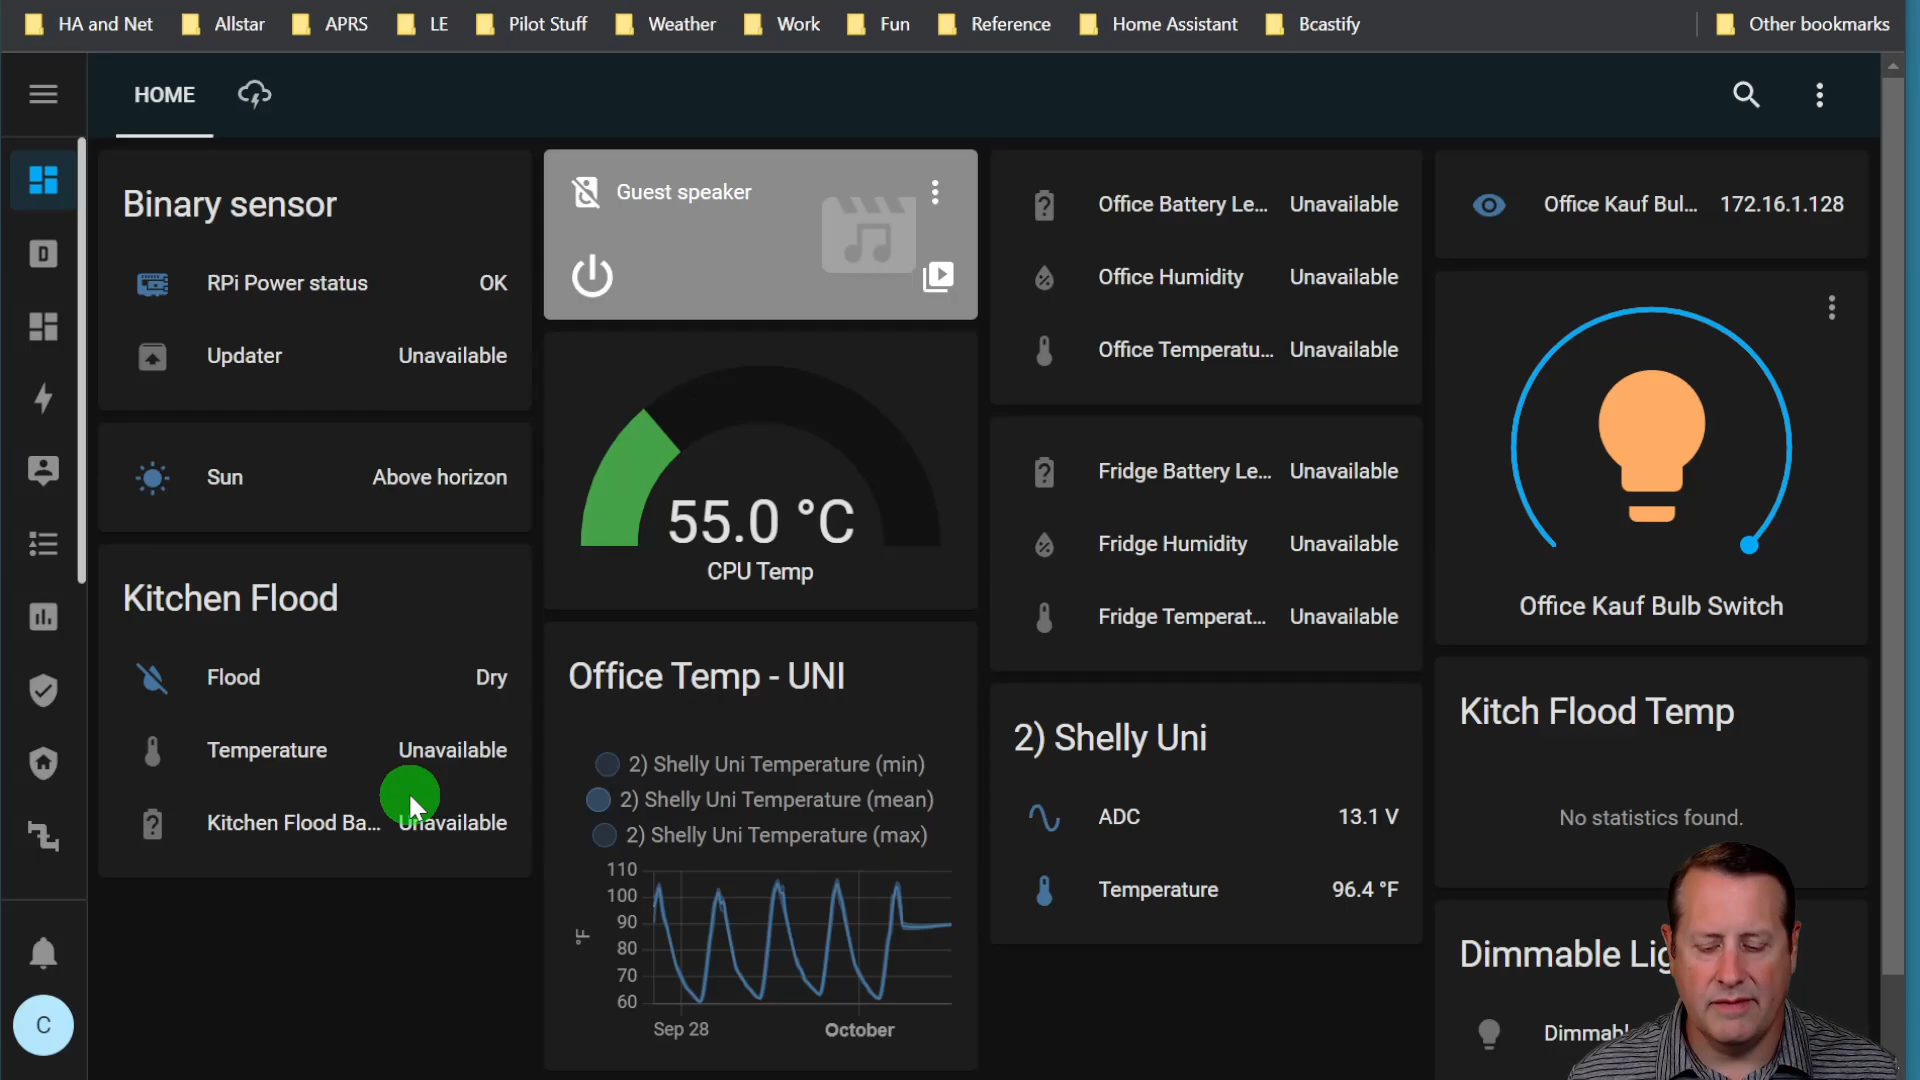 HA and Net
Allstar
APRS
LE
Pilot Stuff
Weather
Work
Fun
Reference
Home Assistant
Bcastify
Other bookmarks
HOME
Binary sensor
RPi Power status OK
Updater Unavailable
Sun Above horizon
Kitchen Flood
Flood Dry
Temperature Unavailable
Kitchen Flood Ba... Unavailable
Guest speaker
55.0 °C
CPU Temp
Office Temp - UNI
2) Shelly Uni Temperature (min)
2) Shelly Uni Temperature (mean)
2) Shelly Uni Temperature (max)
°F
110
100
90
80
70
60
Sep 28
October
Office Battery Le... Unavailable
Office Humidity Unavailable
Office Temperatu... Unavailable
Fridge Battery Le... Unavailable
Fridge Humidity Unavailable
Fridge Temperat... Unavailable
2) Shelly Uni
ADC 13.1 V
Temperature 96.4 °F
Office Kauf Bul... 172.16.1.128
Office Kauf Bulb Switch
Kitch Flood Temp
No statistics found.
Dimmable Lig
Dimmabl
D
C